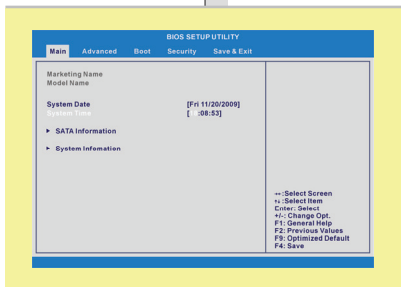 BIOS SETUP UTILITY
Main Advanced Boot Security Save & Exit
Marketing Name
Model Name
System Date [Fri 11/20/2009]
System Time [ :08:53]
► SATA Information
► System Infomation
↔:Select Screen
↑↓:Select Item
Enter: Select
+/-: Change Opt.
F1: General Help
F2: Previous Values
F9: Optimized Default
F4: Save